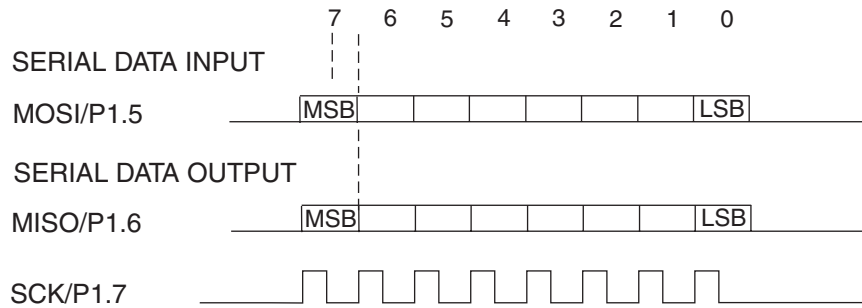 7 6 5 4 3 2 1 0
SERIAL DATA INPUT
MOSI/P1.5 MSB LSB
SERIAL DATA OUTPUT
MISO/P1.6 MSB LSB
SCK/P1.7